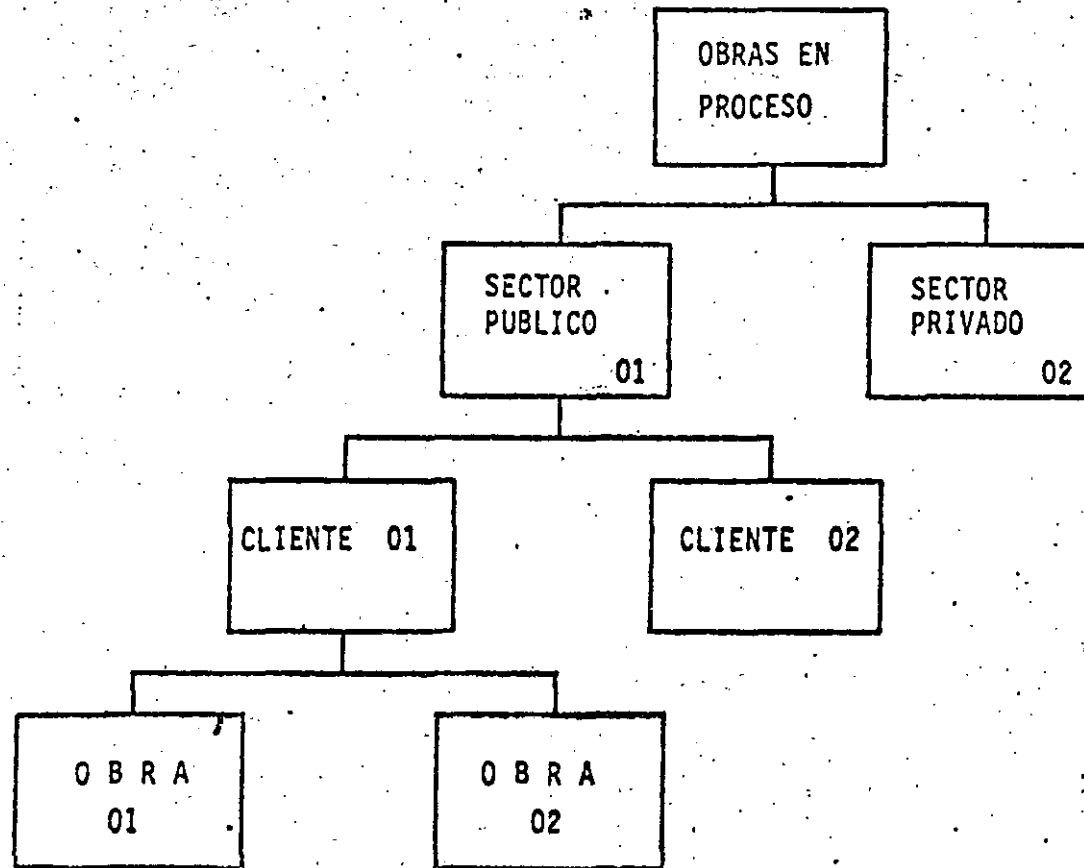 OBRAS EN
PROCESO
SECTOR
PUBLICO
01
SECTOR
PRIVADO
02
CLIENTE 01
CLIENTE 02
O B R A
01
O B R A
02